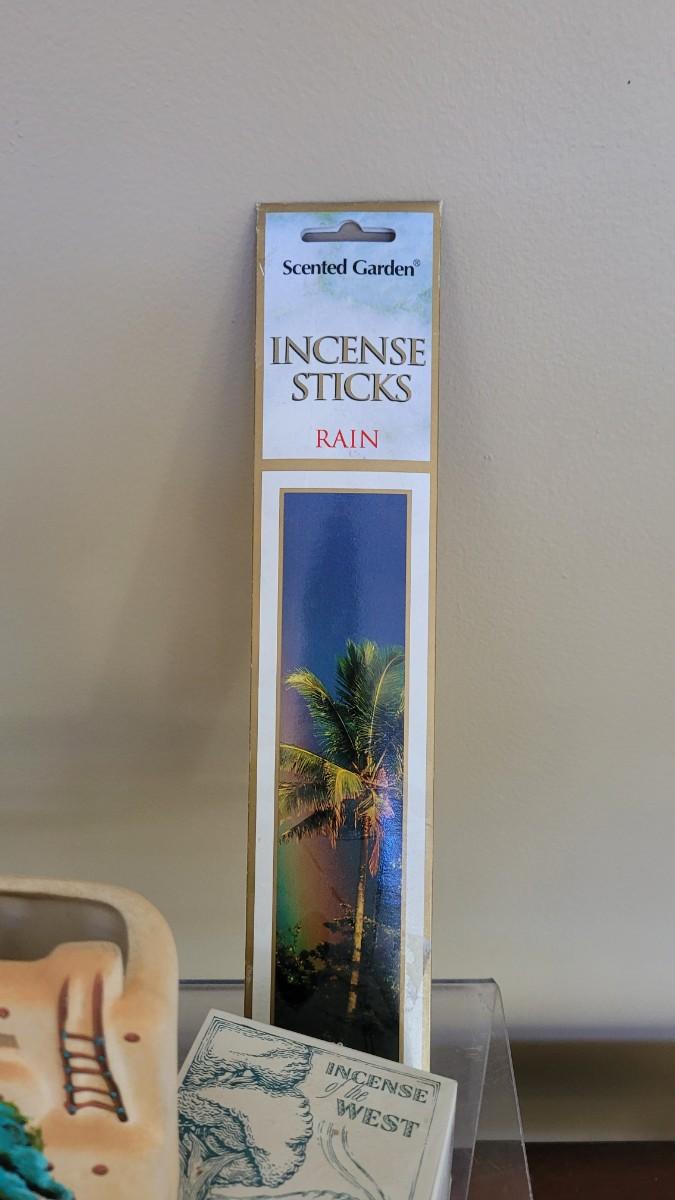 Scented Garden®
INCENSE
STICKS
RAIN
INCENSE
of the
WEST